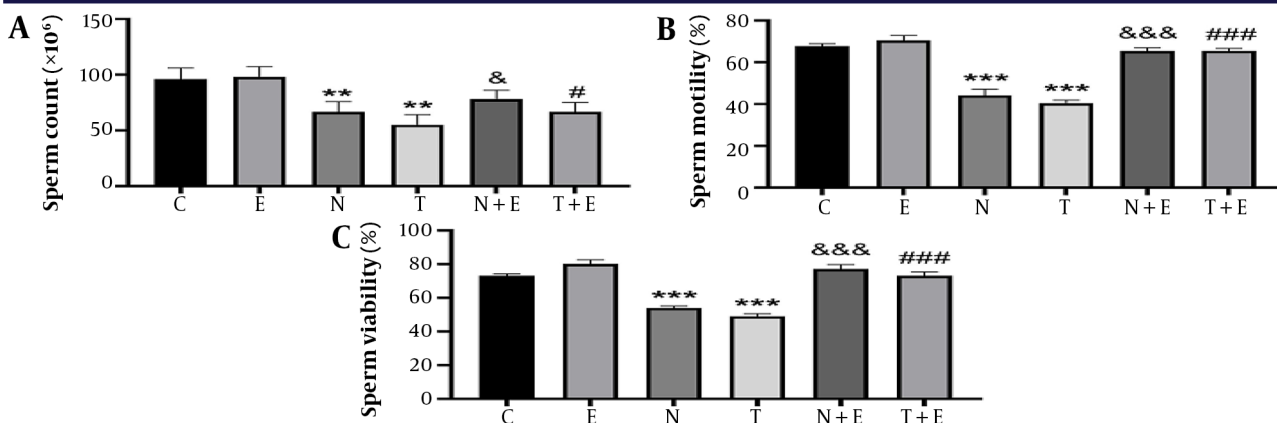 A
Sperm count (×10⁶)
150
100
50
0
** ** & #
C E N T N + E T + E
B
Sperm motility (%)
80
60
40
20
0
*** *** &&& ###
C E N T N + E T + E
C
Sperm viability (%)
100
80
60
40
20
0
*** *** &&& ###
C E N T N + E T + E